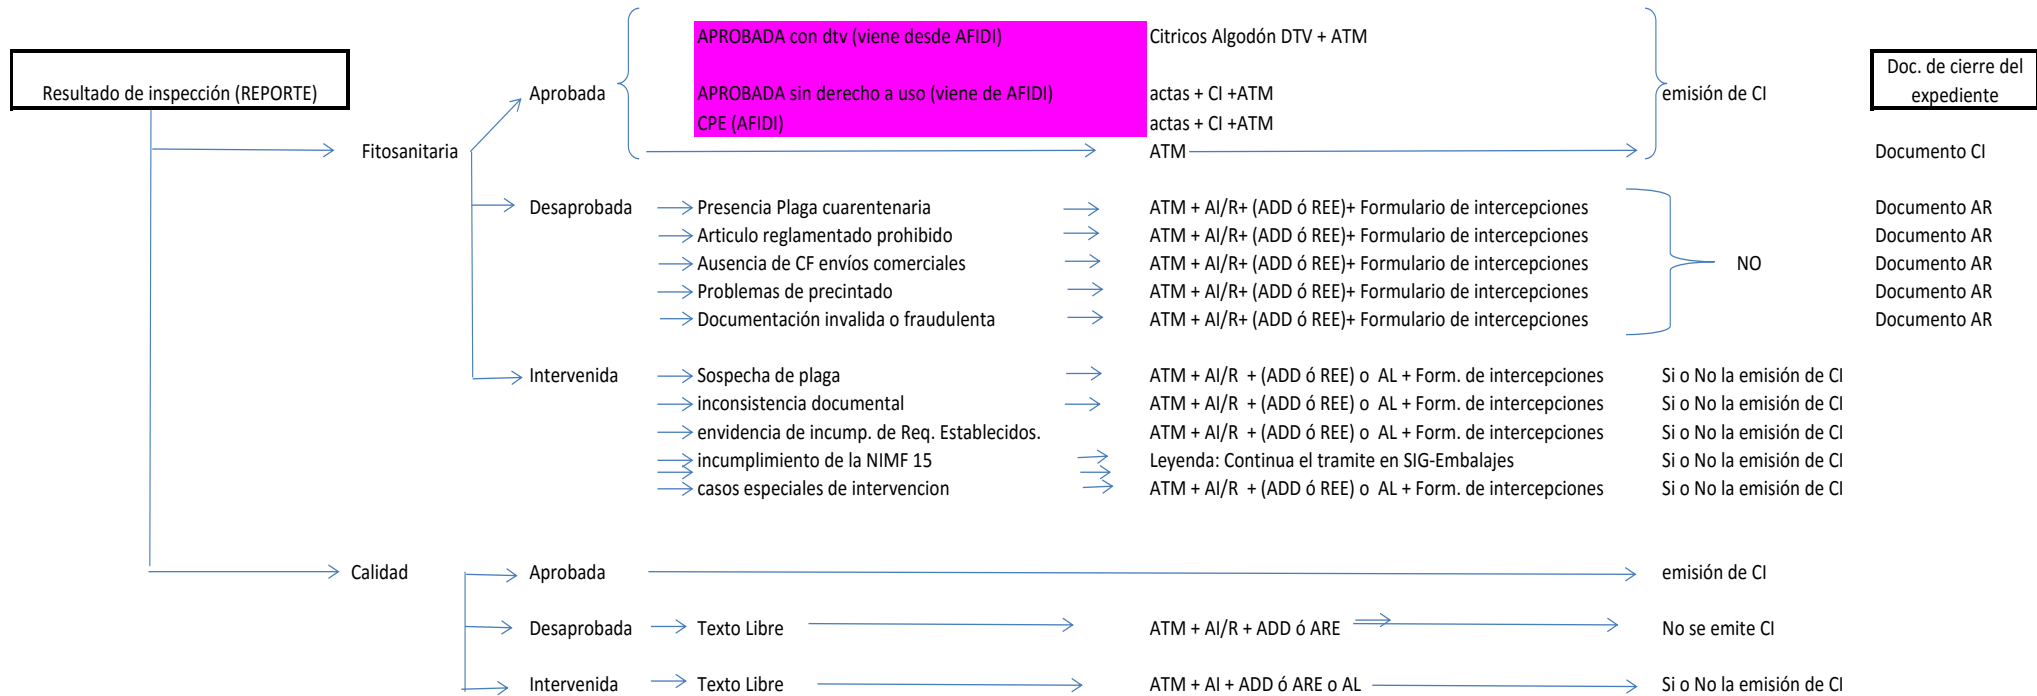 APROBADA con dtv (viene desde AFIDI) Citricos Algodón DTV + ATM
Resultado de inspección (REPORTE) Aprobada APROBADA sin derecho a uso (viene de AFIDI) actas + CI +ATM emisión de CI Doc. de cierre del
expediente
CPE (AFIDI) actas + CI +ATM
Fitosanitaria ATM Documento CI
Desaprobada Presencia Plaga cuarentenaria ATM + AI/R+ (ADD ó REE)+ Formulario de intercepciones Documento AR
Articulo reglamentado prohibido ATM + AI/R+ (ADD ó REE)+ Formulario de intercepciones Documento AR
Ausencia de CF envíos comerciales ATM + AI/R+ (ADD ó REE)+ Formulario de intercepciones NO Documento AR
Problemas de precintado ATM + AI/R+ (ADD ó REE)+ Formulario de intercepciones Documento AR
Documentación invalida o fraudulenta ATM + AI/R+ (ADD ó REE)+ Formulario de intercepciones Documento AR
Intervenida Sospecha de plaga ATM + AI/R + (ADD ó REE) o AL + Form. de intercepciones Si o No la emisión de CI
inconsistencia documental ATM + AI/R + (ADD ó REE) o AL + Form. de intercepciones Si o No la emisión de CI
envidencia de incump. de Req. Establecidos. ATM + AI/R + (ADD ó REE) o AL + Form. de intercepciones Si o No la emisión de CI
incumplimiento de la NIMF 15 Leyenda: Continua el tramite en SIG-Embalajes Si o No la emisión de CI
casos especiales de intervencion ATM + AI/R + (ADD ó REE) o AL + Form. de intercepciones Si o No la emisión de CI
Calidad Aprobada emisión de CI
Desaprobada Texto Libre ATM + AI/R + ADD ó ARE No se emite CI
Intervenida Texto Libre ATM + AI + ADD ó ARE o AL Si o No la emisión de CI